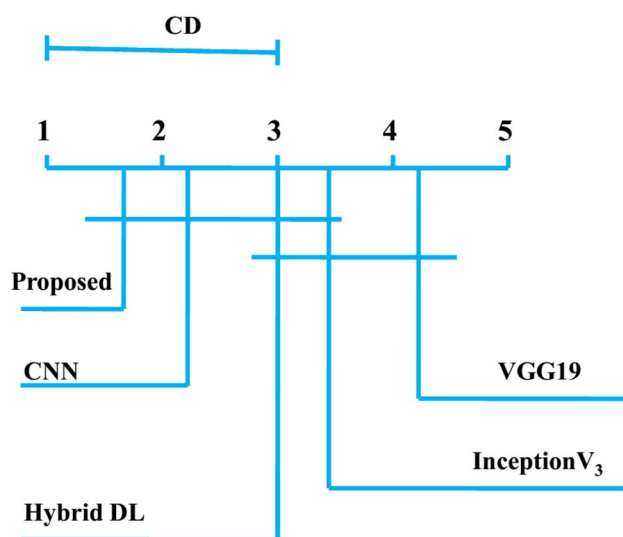 CD
1 2 3 4 5
Proposed
CNN
VGG19
InceptionV₃
Hybrid DL